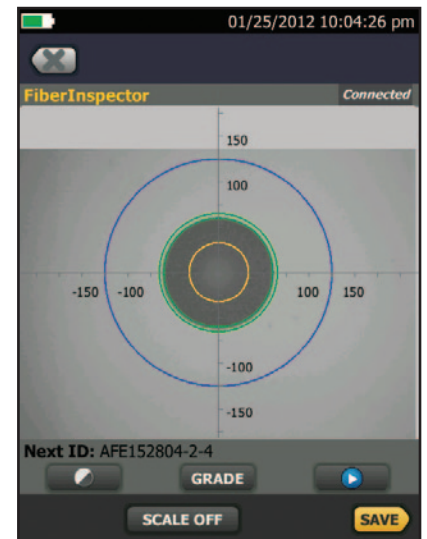 01/25/2012 10:04:26 pm
FiberInspector Connected
150
100
-150 -100 100 150
-100
-150
Next ID: AFE152804-2-4
GRADE
SCALE OFF SAVE